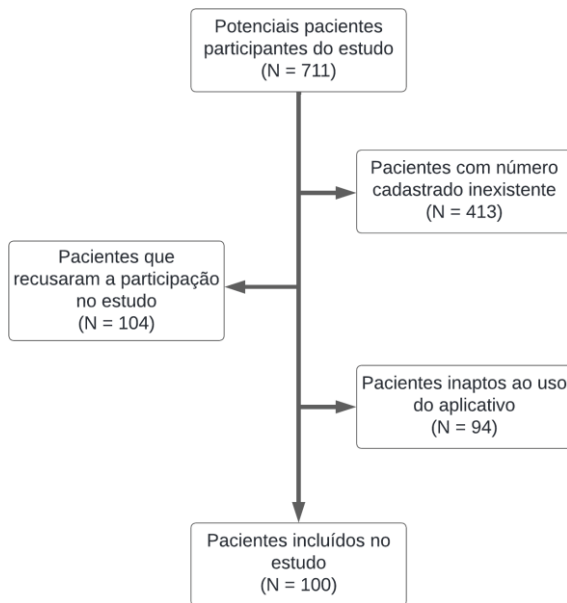 Potenciais pacientes
participantes do estudo
(N = 711)
Pacientes com número
cadastrado inexistente
(N = 413)
Pacientes que
recusaram a participação
no estudo
(N = 104)
Pacientes inaptos ao uso
do aplicativo
(N = 94)
Pacientes incluídos no
estudo
(N = 100)